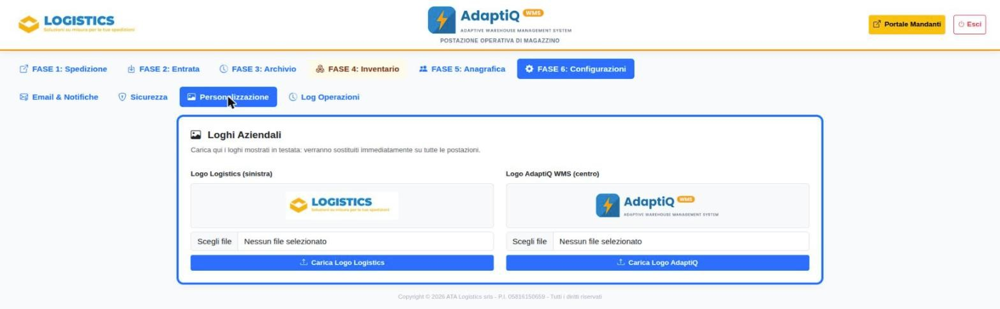 LOGISTICS
Soluzioni su misura per le tue spedizioni
AdaptiQ WMS
ADAPTIVE WAREHOUSE MANAGEMENT SYSTEM
POSTAZIONE OPERATIVA DI MAGAZZINO
Portale Mandanti
Esci
FASE 1: Spedizione
FASE 2: Entrata
FASE 3: Archivio
FASE 4: Inventario
FASE 5: Anagrafica
FASE 6: Configurazioni
Email & Notifiche
Sicurezza
Personalizzazione
Log Operazioni
Loghi Aziendali
Carica qui i loghi mostrati in testata: verranno sostituiti immediatamente su tutte le postazioni.
Logo Logistics (sinistra)
LOGISTICS
Soluzioni su misura per le tue spedizioni
Scegli file Nessun file selezionato
Carica Logo Logistics
Logo AdaptiQ WMS (centro)
AdaptiQ WMS
ADAPTIVE WAREHOUSE MANAGEMENT SYSTEM
Scegli file Nessun file selezionato
Carica Logo AdaptiQ
Copyright © 2026 ATA Logistics srls - P.I. 05816150659 - Tutti i diritti riservati